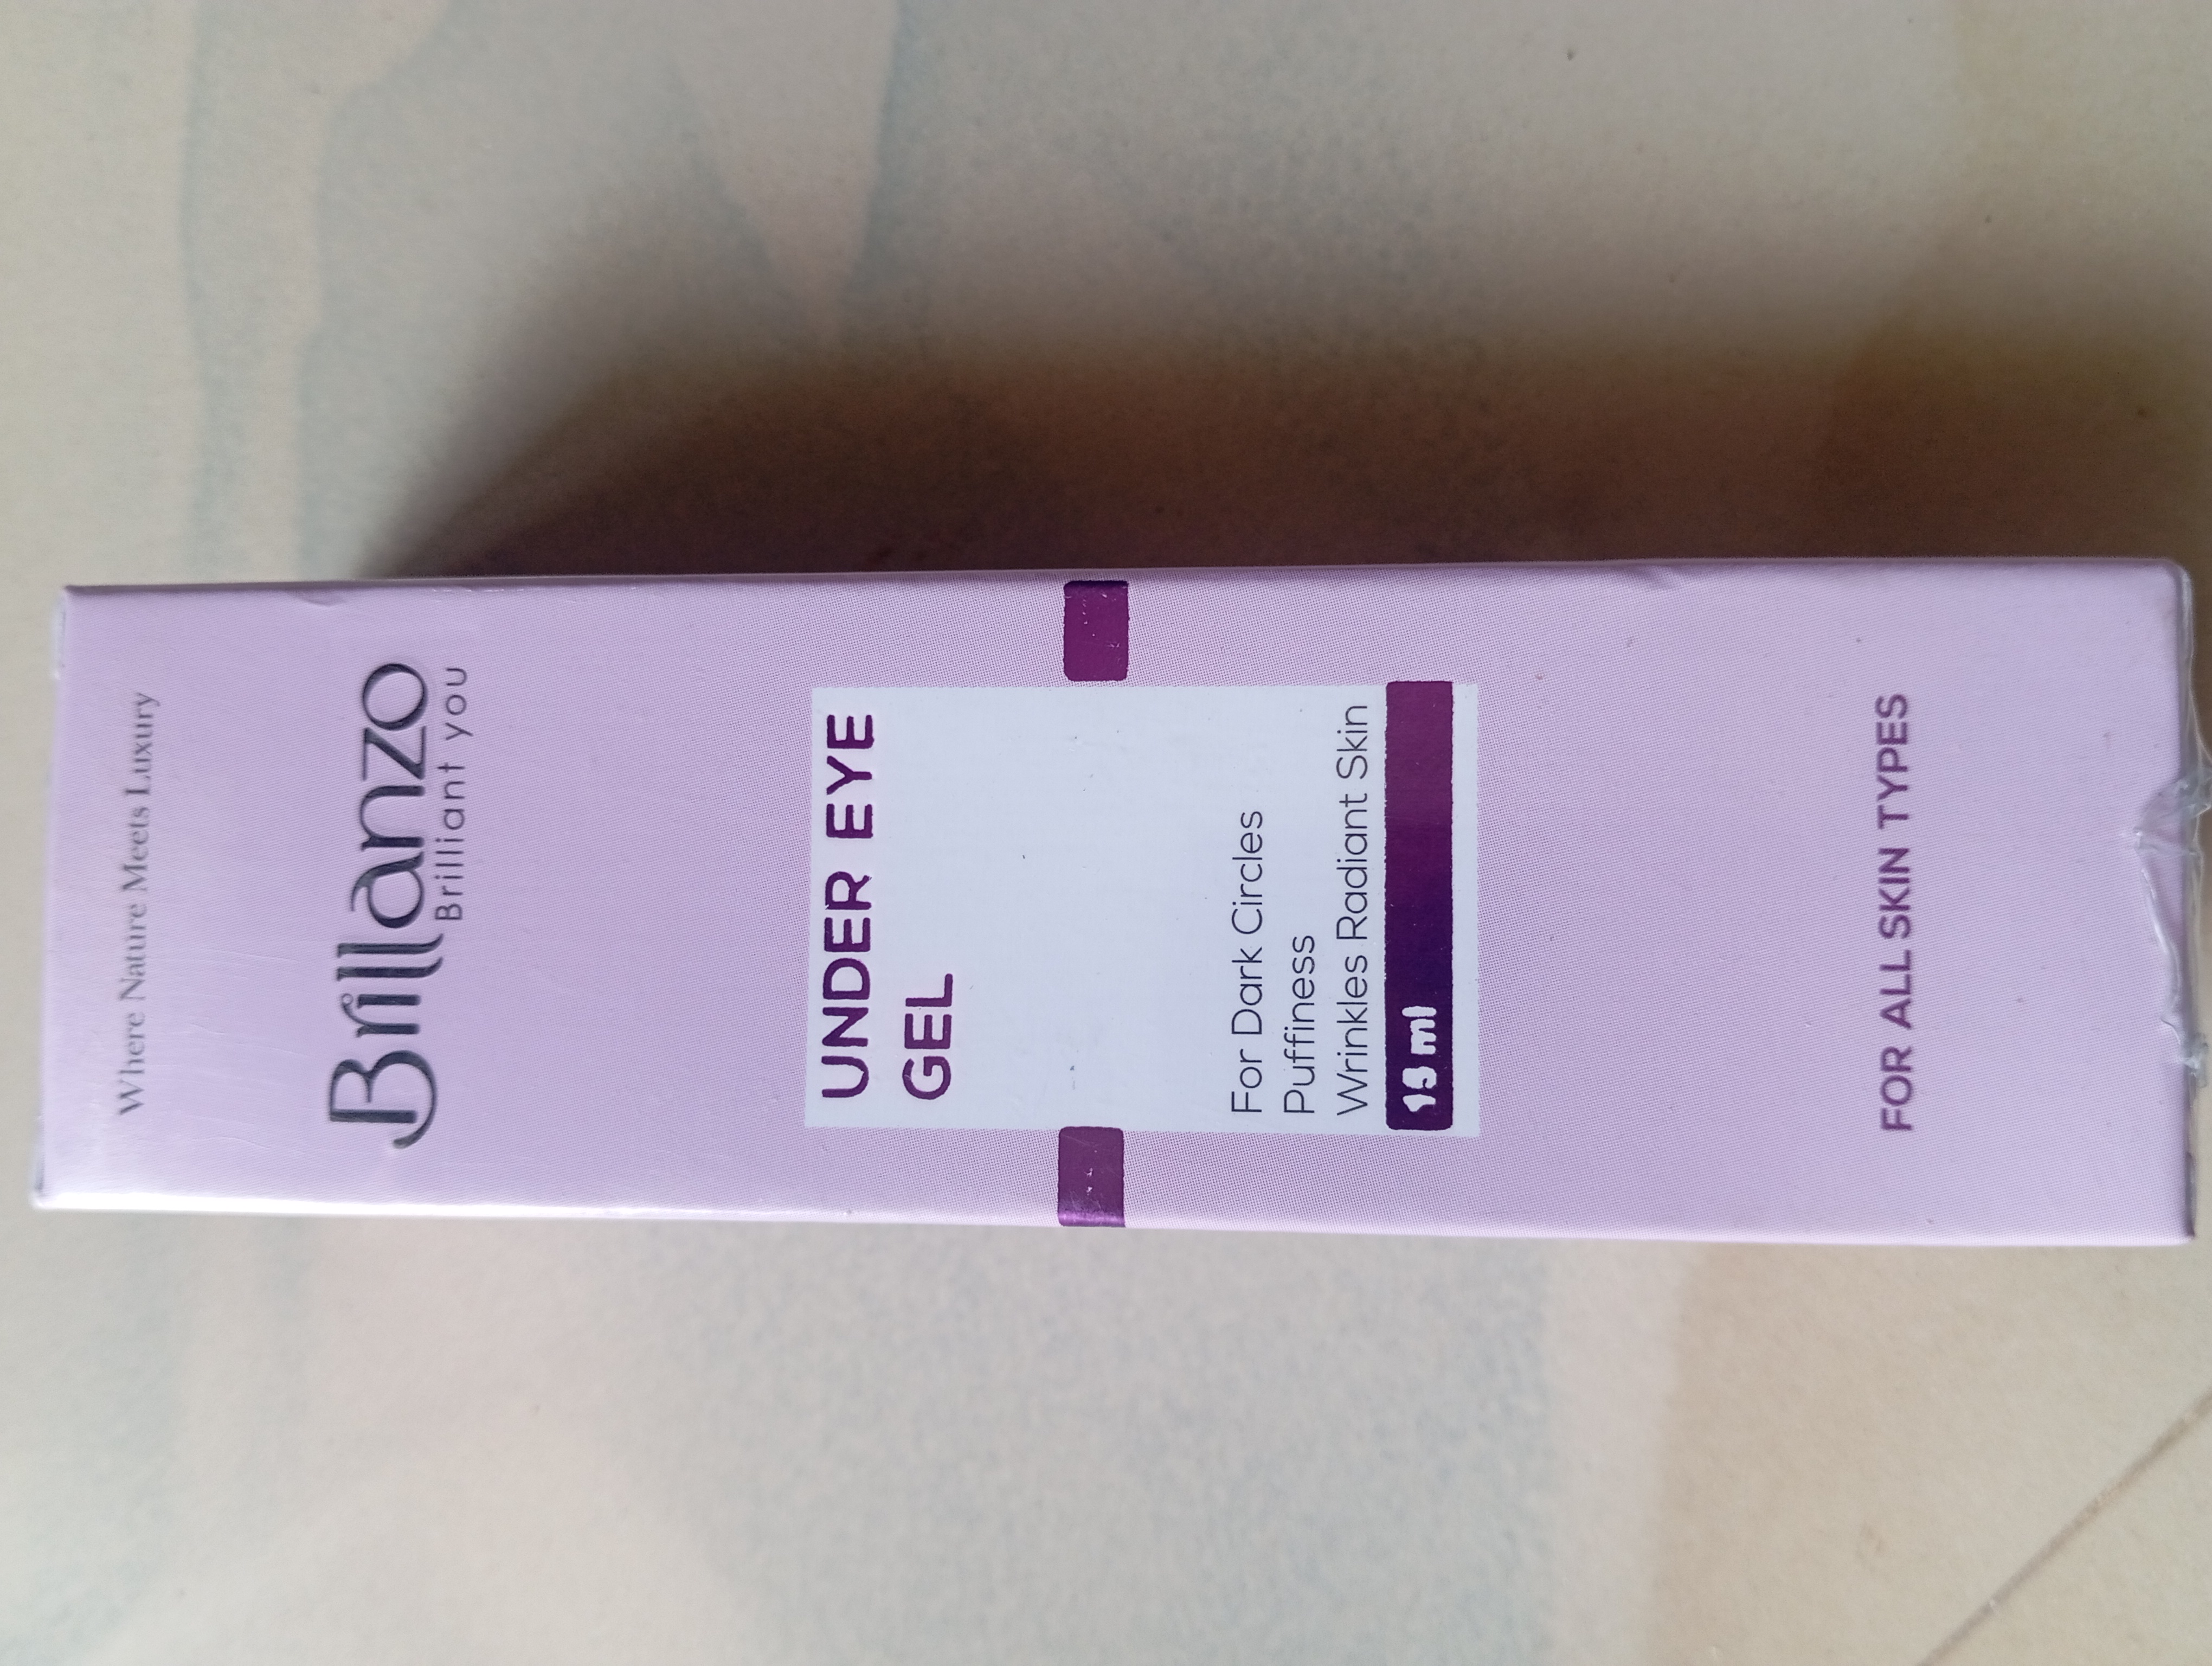 Where Nature Meets Luxury
Brillanzo
Brilliant you
UNDER EYE
GEL
For Dark Circles
Puffiness
Wrinkles Radiant Skin
ml
FOR ALL SKIN TYPES